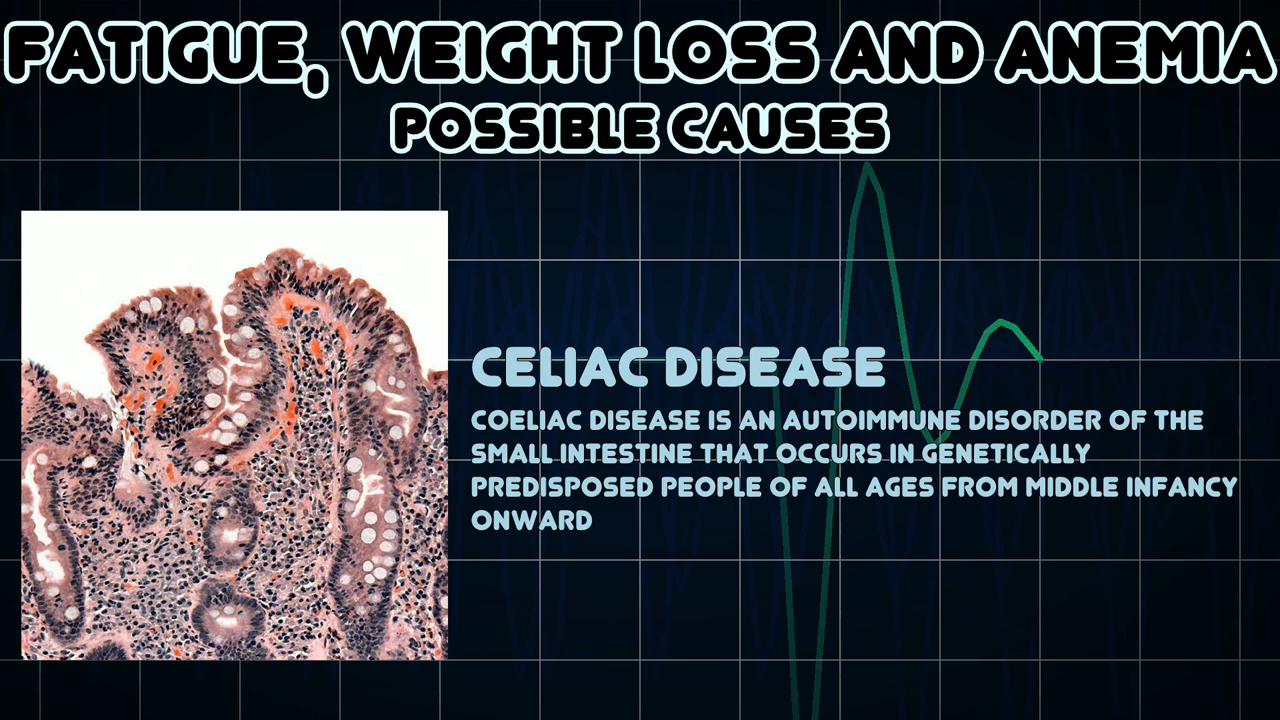 FATIGUE, WEIGHT LOSS AND ANEMIA
POSSIBLE CAUSES
CELIAC DISEASE
COELIAC DISEASE IS AN AUTOIMMUNE DISORDER OF THE
SMALL INTESTINE THAT OCCURS IN GENETICALLY
PREDISPOSED PEOPLE OF ALL AGES FROM MIDDLE INFANCY
ONWARD